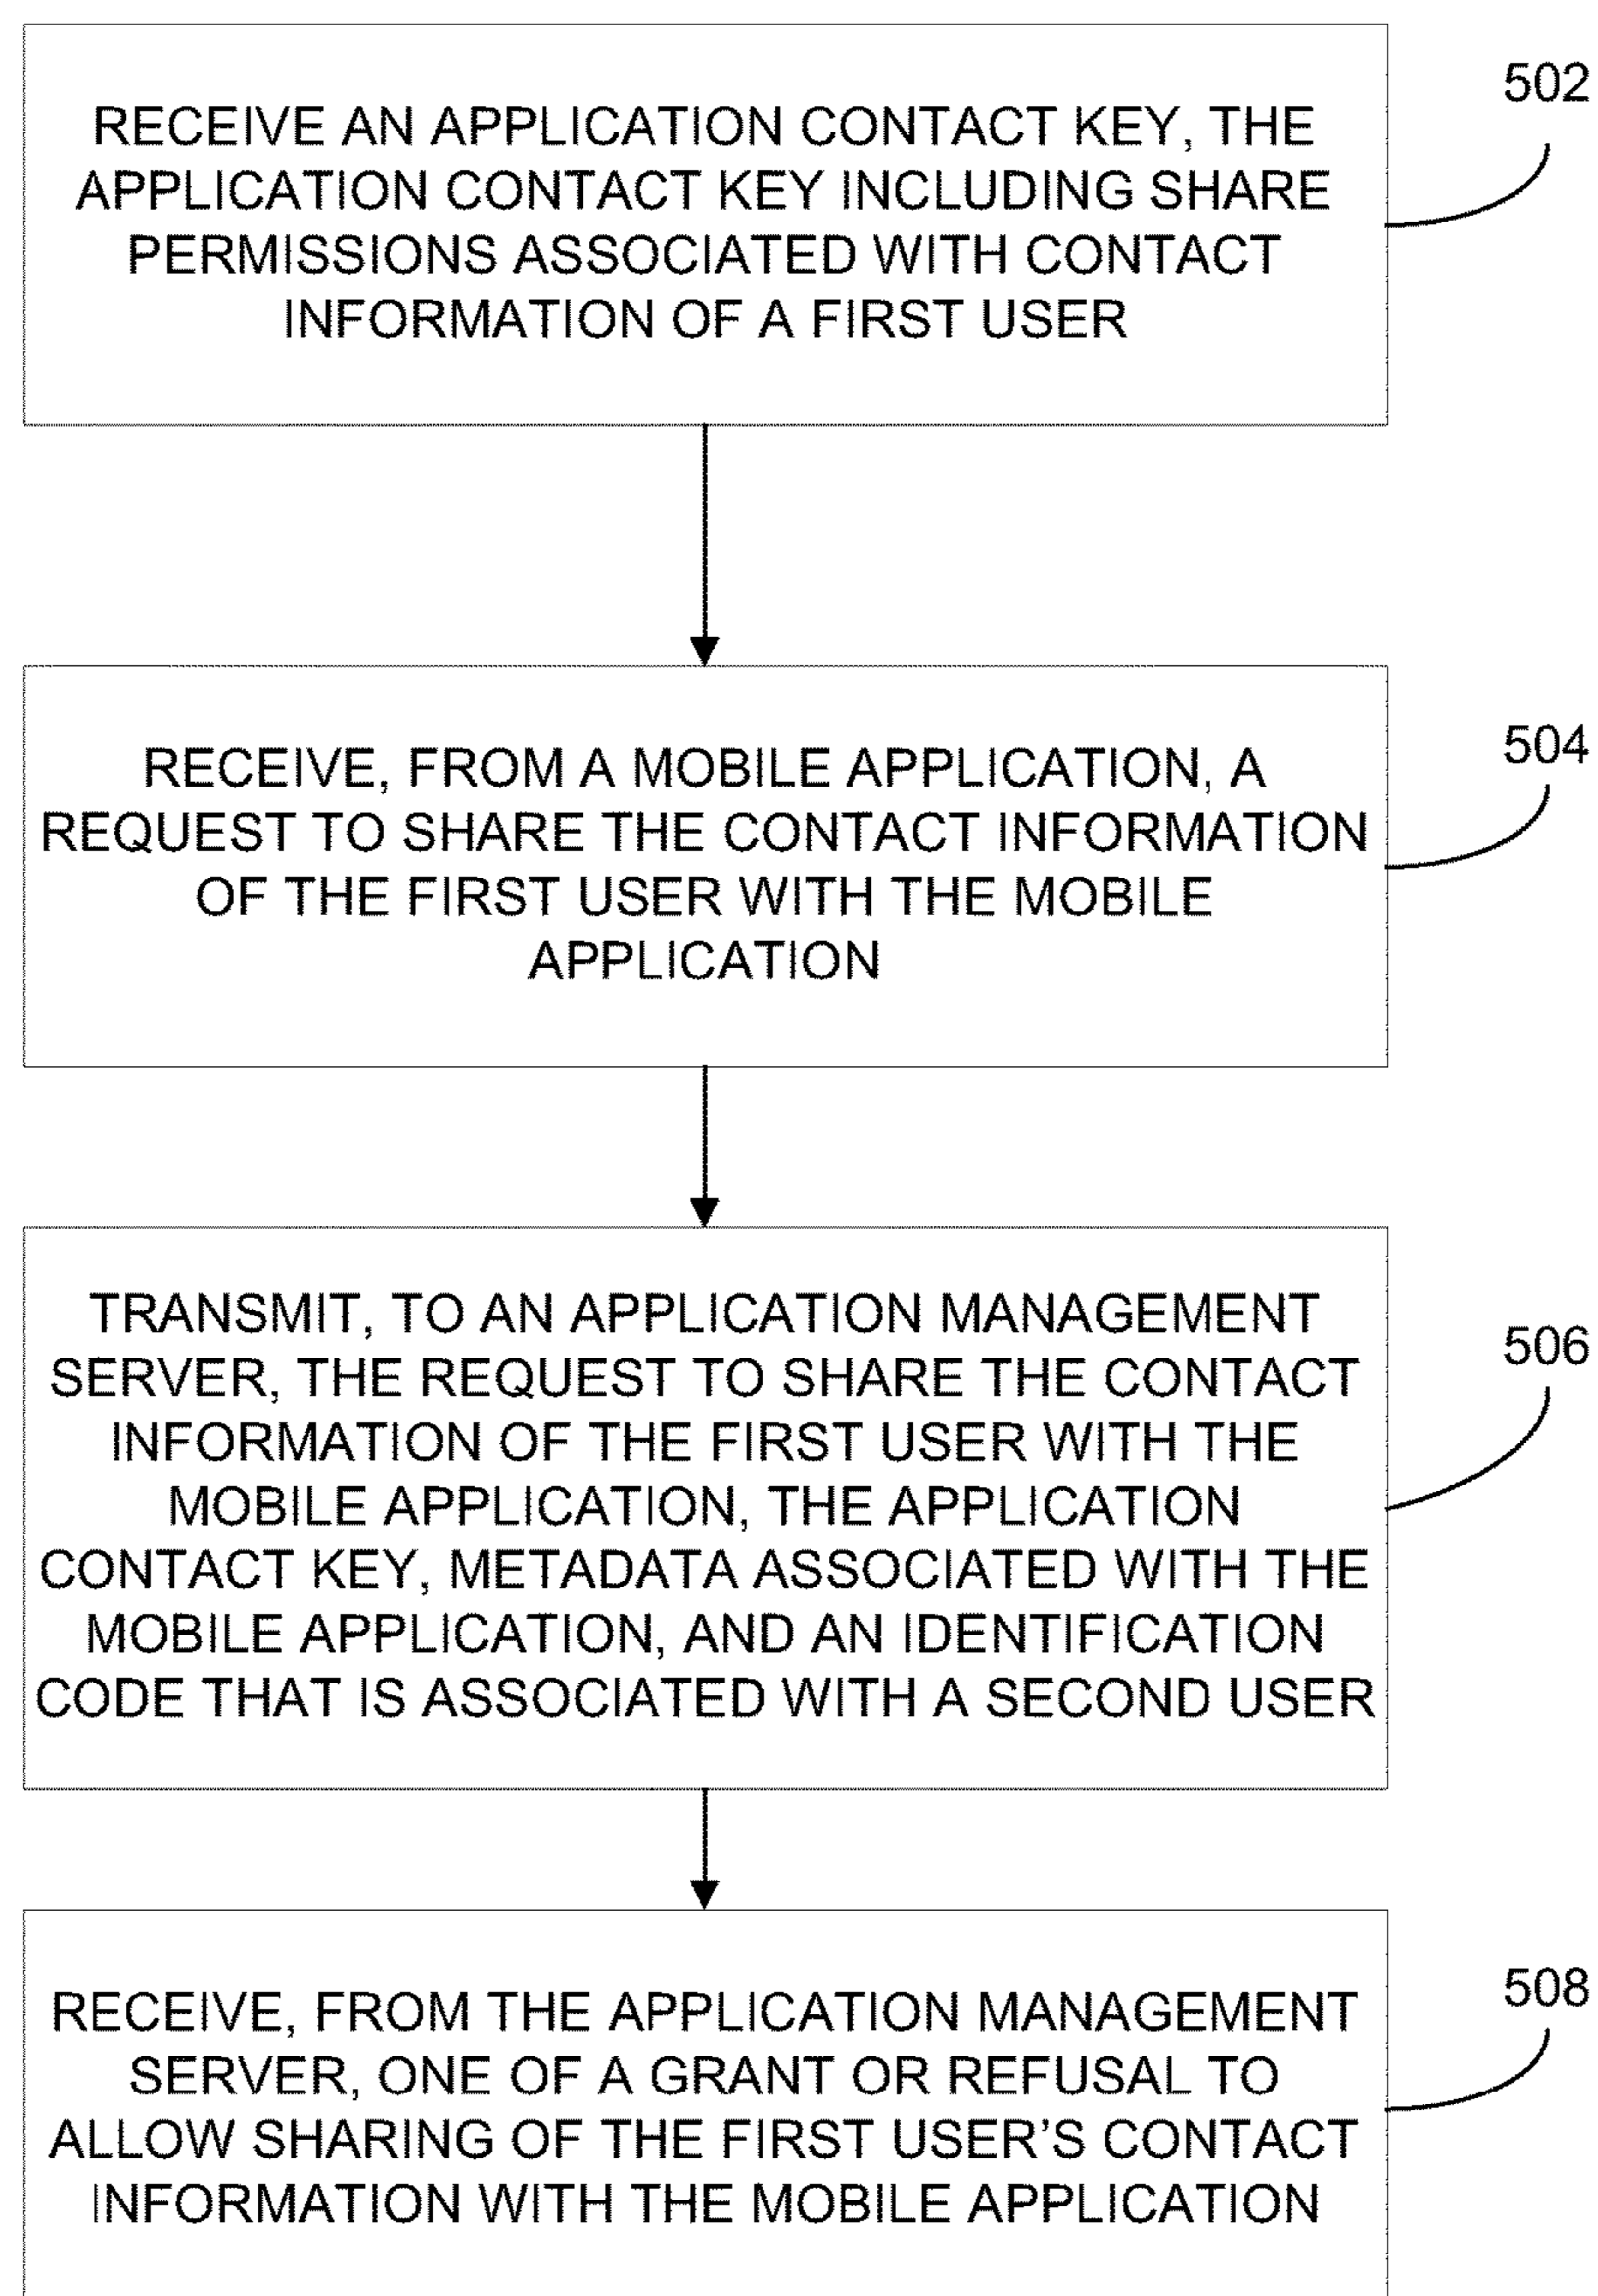 502
RECEIVE AN APPLICATION CONTACT KEY, THE
APPLICATION CONTACT KEY INCLUDING SHARE
PERMISSIONS ASSOCIATED WITH CONTACT
INFORMATION OF A FIRST USER
504
RECEIVE, FROM A MOBILE APPLICATION, A
REQUEST TO SHARE THE CONTACT INFORMATION
OF THE FIRST USER WITH THE MOBILE
APPLICATION
506
TRANSMIT, TO AN APPLICATION MANAGEMENT
SERVER, THE REQUEST TO SHARE THE CONTACT
INFORMATION OF THE FIRST USER WITH THE
MOBILE APPLICATION, THE APPLICATION
CONTACT KEY, METADATA ASSOCIATED WITH THE
MOBILE APPLICATION, AND AN IDENTIFICATION
CODE THAT IS ASSOCIATED WITH A SECOND USER
508
RECEIVE, FROM THE APPLICATION MANAGEMENT
SERVER, ONE OF A GRANT OR REFUSAL TO
ALLOW SHARING OF THE FIRST USER’S CONTACT
INFORMATION WITH THE MOBILE APPLICATION